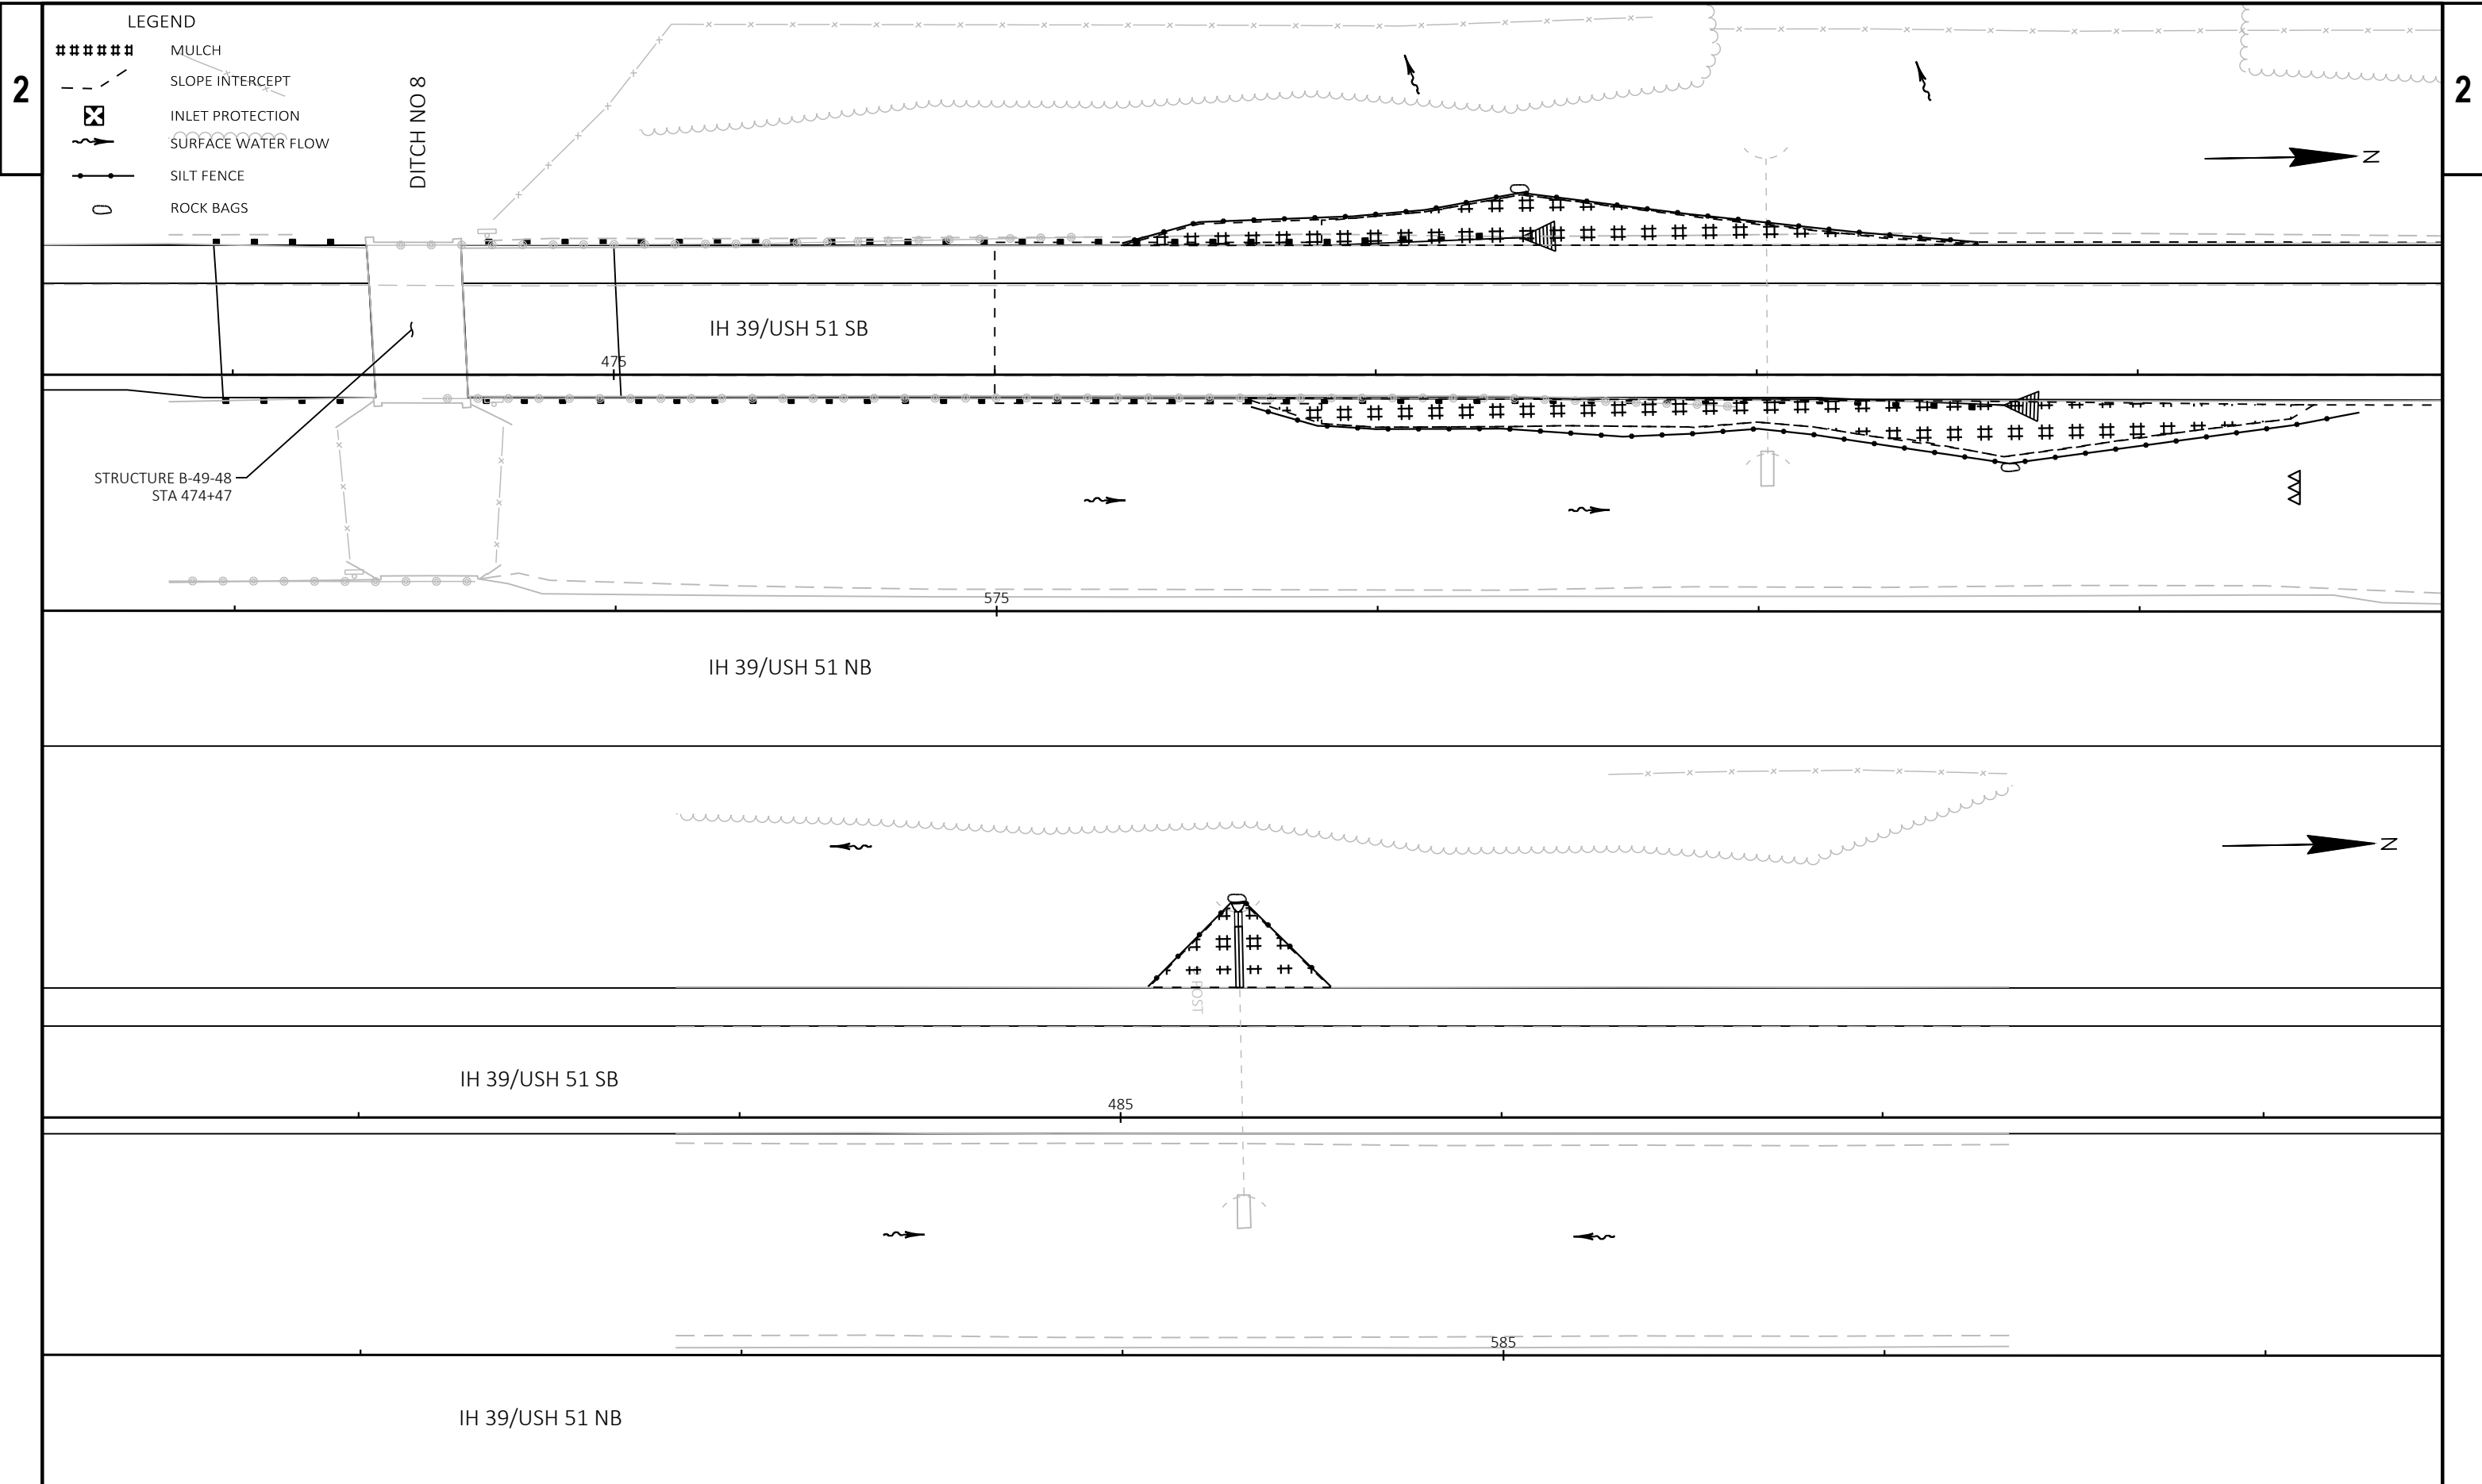 LEGEND
MULCH
SLOPE INTERCEPT
INLET PROTECTION
SURFACE WATER FLOW
SILT FENCE
ROCK BAGS
2
2
DITCH NO 8
N
IH 39/USH 51 SB
475
STRUCTURE B-49-48
STA 474+47
575
IH 39/USH 51 NB
N
POST
IH 39/USH 51 SB
485
585
IH 39/USH 51 NB